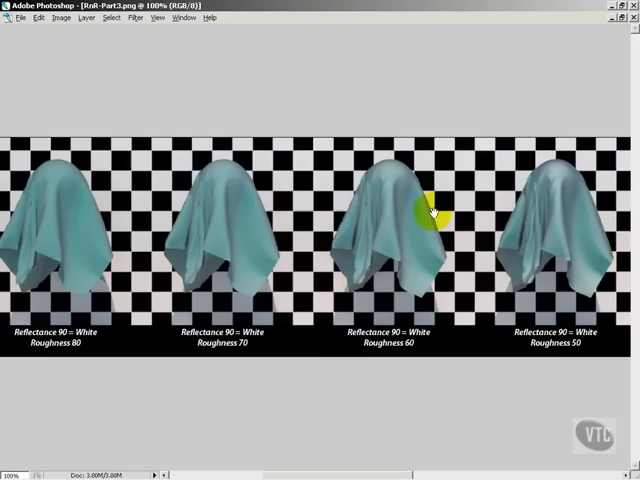 Adobe Photoshop - [RnR-Part3.png @ 100% (RGB/8)]
File Edit Image Layer Select Filter View Window Help
Reflectance 90 = White
Roughness 80
Reflectance 90 = White
Roughness 70
Reflectance 90 = White
Roughness 60
Reflectance 90 = White
Roughness 50
VTC
100%
Doc: 3.00M/3.00M